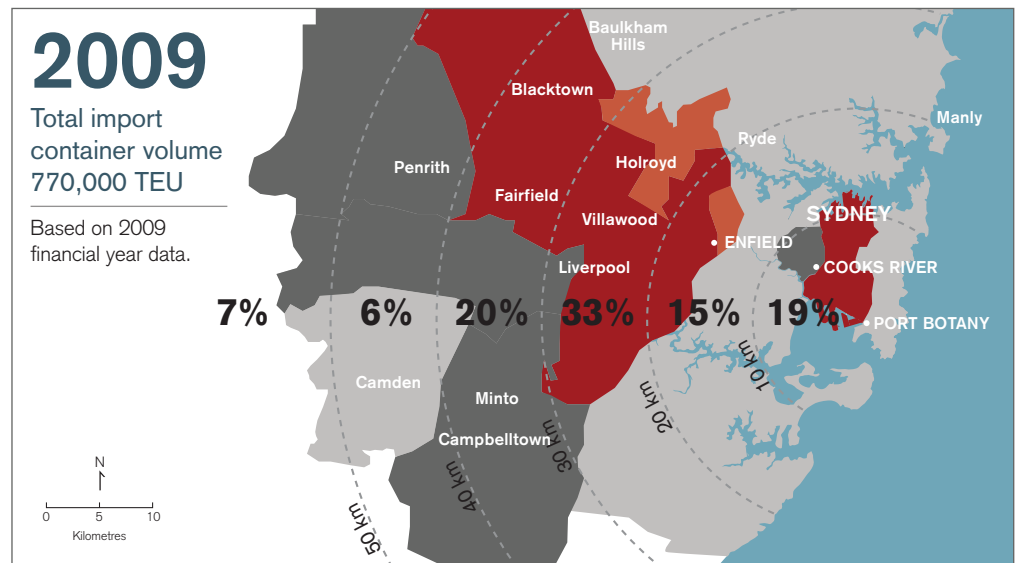 2009
Total import
container volume
770,000 TEU
Based on 2009
financial year data.
Baulkham
Hills
Blacktown
Manly
Ryde
Penrith
Holroyd
Fairfield
Villawood
SYDNEY
ENFIELD
Liverpool
COOKS RIVER
7% 6% 20% 33% 15% 19%
PORT BOTANY
10 km
Camden
Minto
20 km
Campbelltown
30 km
40 km
50 km
N
0 5 10
Kilometres